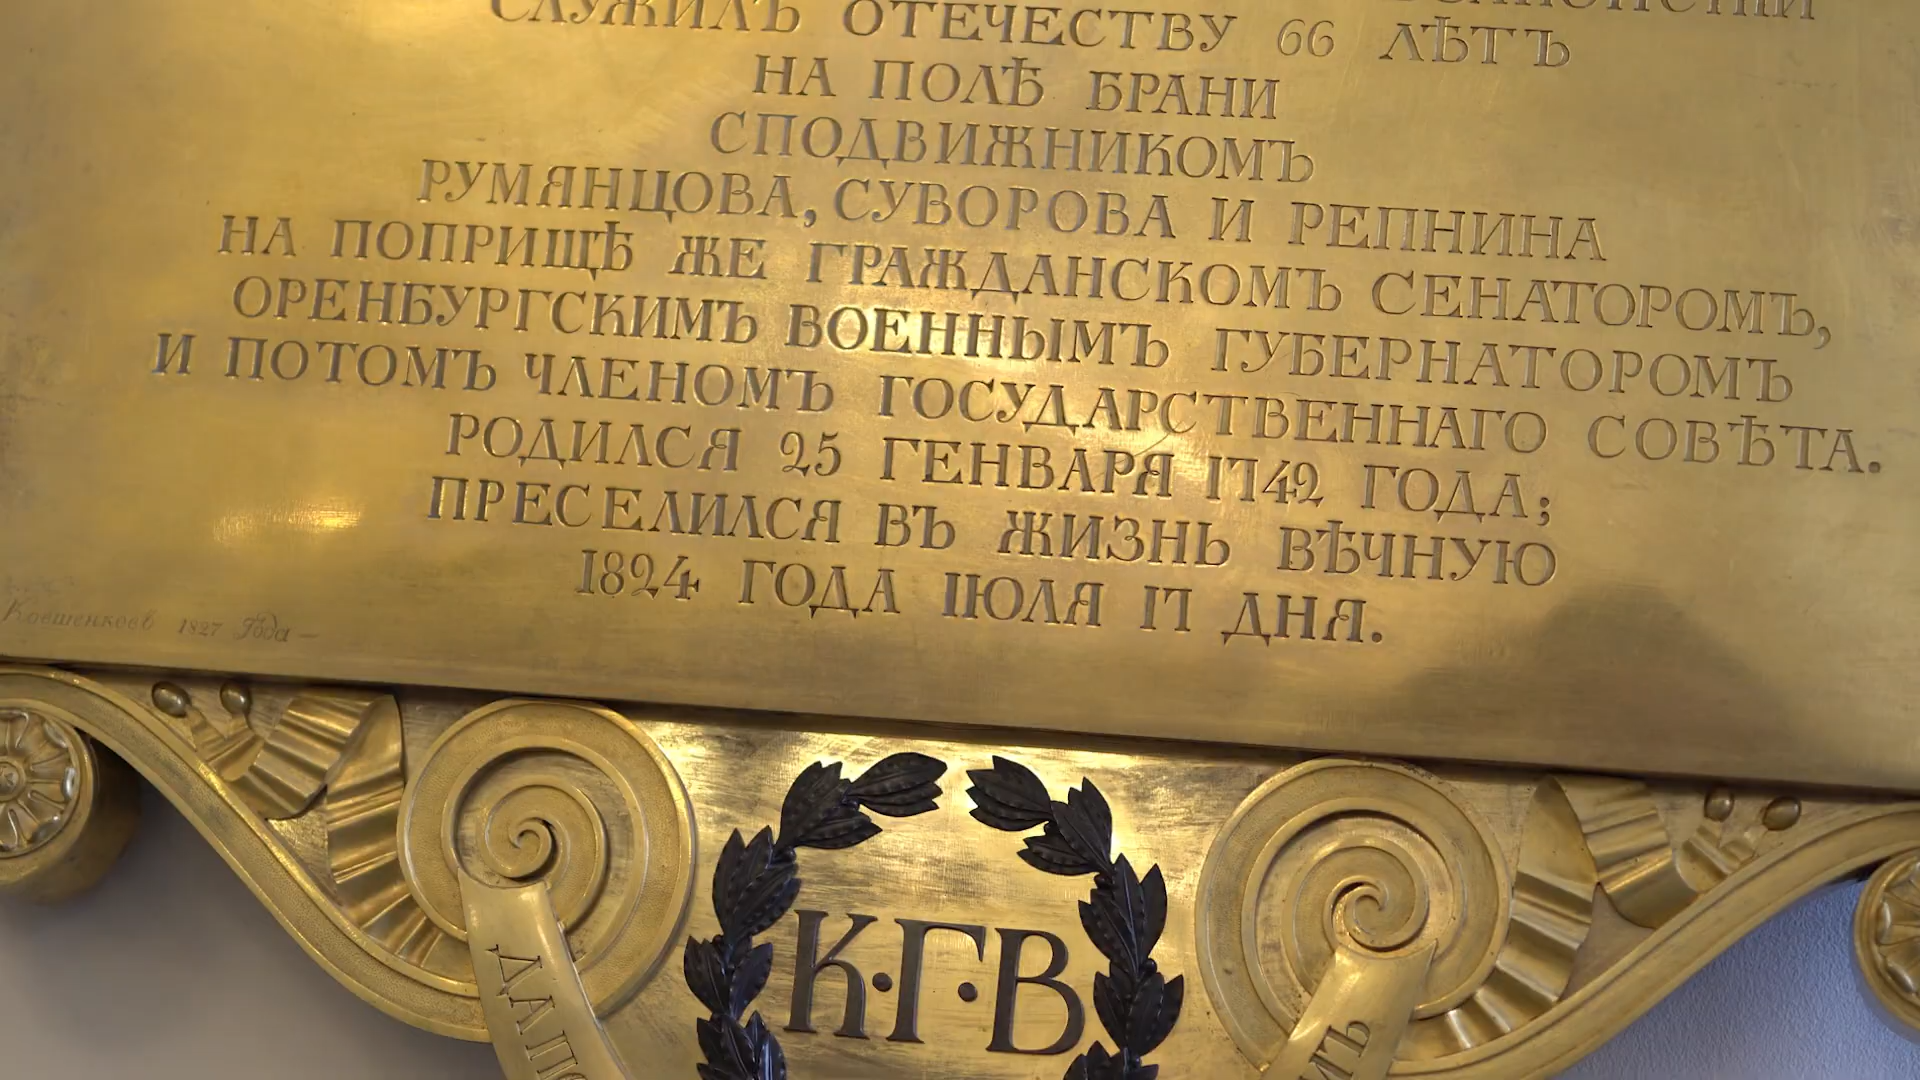 СЛУЖИЛЪ ОТЕЧЕСТВУ 66 ЛѢТЪ
НА ПОЛѢ БРАНИ
СПОДВИЖНИКОМЪ
РУМЯНЦОВА, СУВОРОВА И РЕПНИНА
НА ПОПРИЩѢ ЖЕ ГРАЖДАНСКОМЪ СЕНАТОРОМЪ,
ОРЕНБУРГСКИМЪ ВОЕННЫМЪ ГУБЕРНАТОРОМЪ
И ПОТОМЪ ЧЛЕНОМЪ ГОСУДАРСТВЕННАГО СОВѢТА.
РОДИЛСЯ 25 ГЕНВАРЯ 1742 ГОДА;
ПРЕСЕЛИЛСЯ ВЪ ЖИЗНЬ ВѢЧНУЮ
1824 ГОДА ІЮЛЯ 17 ДНЯ.
1827 Года
К·Г·В